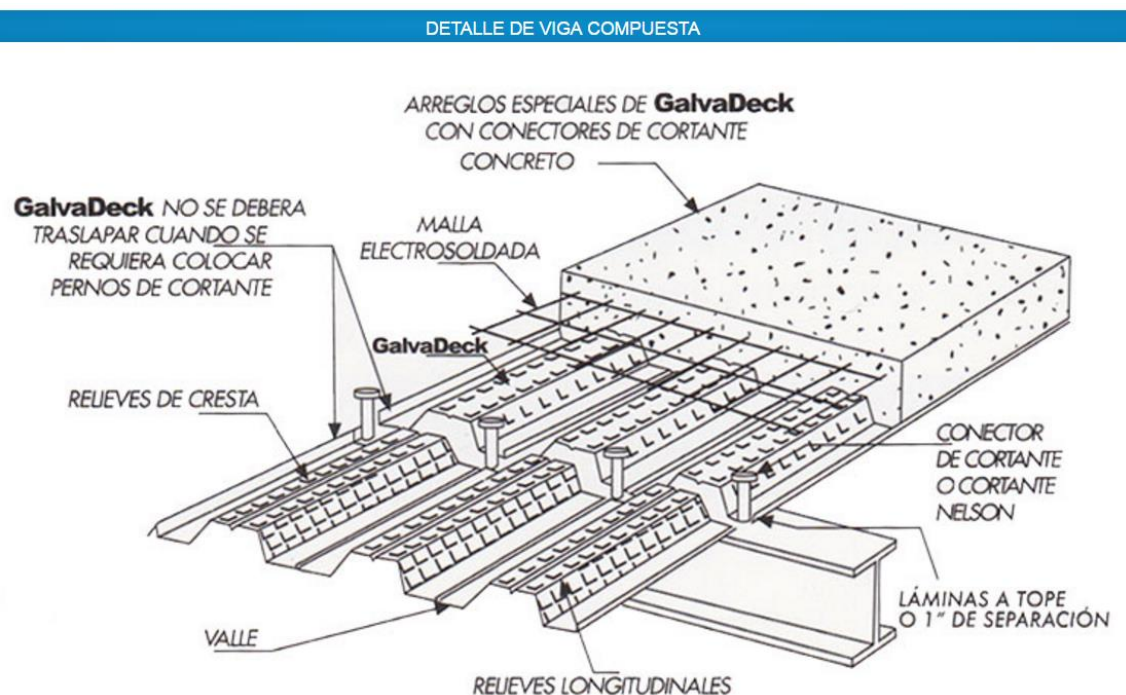 DETALLE DE VIGA COMPUESTA
ARREGLOS ESPECIALES DE GalvaDeck
CON CONECTORES DE CORTANTE
CONCRETO
GalvaDeck NO SE DEBERA
TRASLAPAR CUANDO SE
REQUIERA COLOCAR
PERNOS DE CORTANTE
MALLA
ELECTROSOLDADA
GalvaDeck
RELIEVES DE CRESTA
CONECTOR
DE CORTANTE
O CORTANTE
NELSON
LÁMINAS A TOPE
O 1" DE SEPARACIÓN
VALLE
RELIEVES LONGITUDINALES